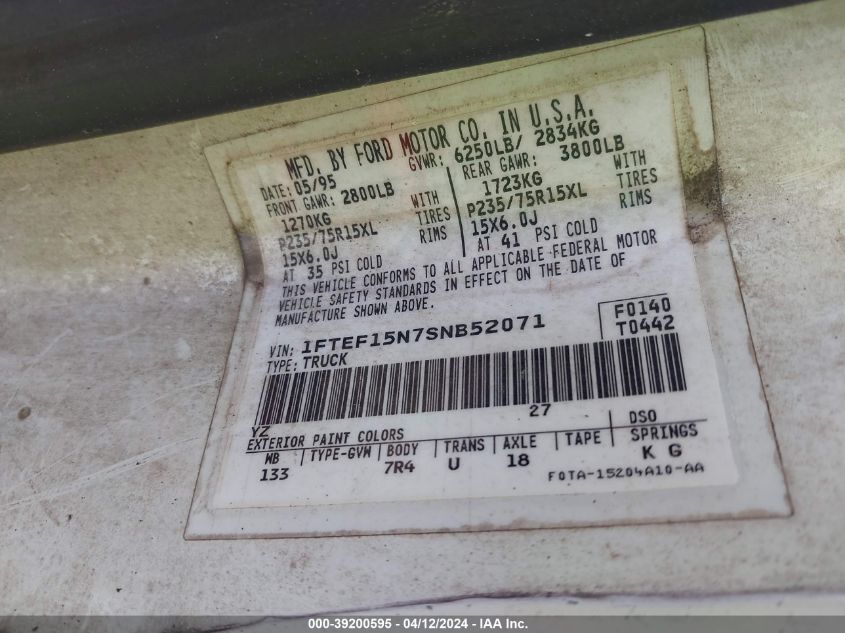 MFD. BY FORD MOTOR CO. IN U.S.A.
DATE: 05/95 GVWR: 6250LB/ 2834KG
FRONT GAWR: 2800LB REAR GAWR: 3800LB
1270KG WITH 1723KG WITH
P235/75R15XL TIRES P235/75R15XL TIRES
15X6.0J RIMS 15X6.0J RIMS
AT 35 PSI COLD AT 41 PSI COLD
THIS VEHICLE CONFORMS TO ALL APPLICABLE FEDERAL MOTOR
VEHICLE SAFETY STANDARDS IN EFFECT ON THE DATE OF
MANUFACTURE SHOWN ABOVE.
VIN: 1FTEF15N7SNB52071 F0140
TYPE: TRUCK T0442
YZ 27
EXTERIOR PAINT COLORS DSO
WB TYPE-GVW BODY TRANS AXLE TAPE SPRINGS
133 7R4 U 18 K G
F0TA-15204A10-AA
000-39200595 - 04/12/2024 - IAA Inc.